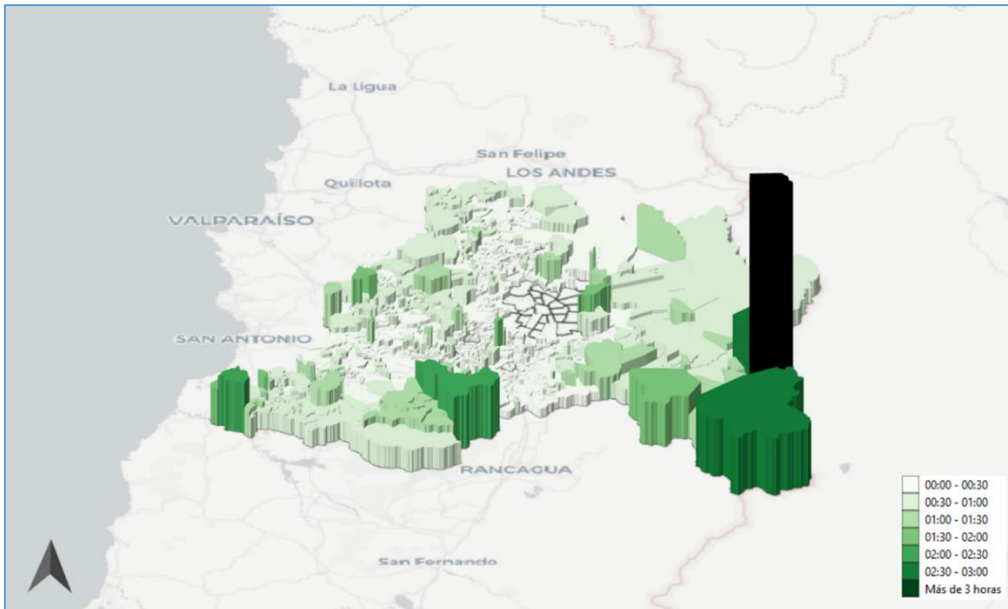 La Ligua
San Felipe
LOS ANDES
Quillota
VALPARAÍSO
SAN ANTONIO
RANCAGUA
San Fernando
00:00 - 00:30
00:30 - 01:00
01:00 - 01:30
01:30 - 02:00
02:00 - 02:30
02:30 - 03:00
Más de 3 horas